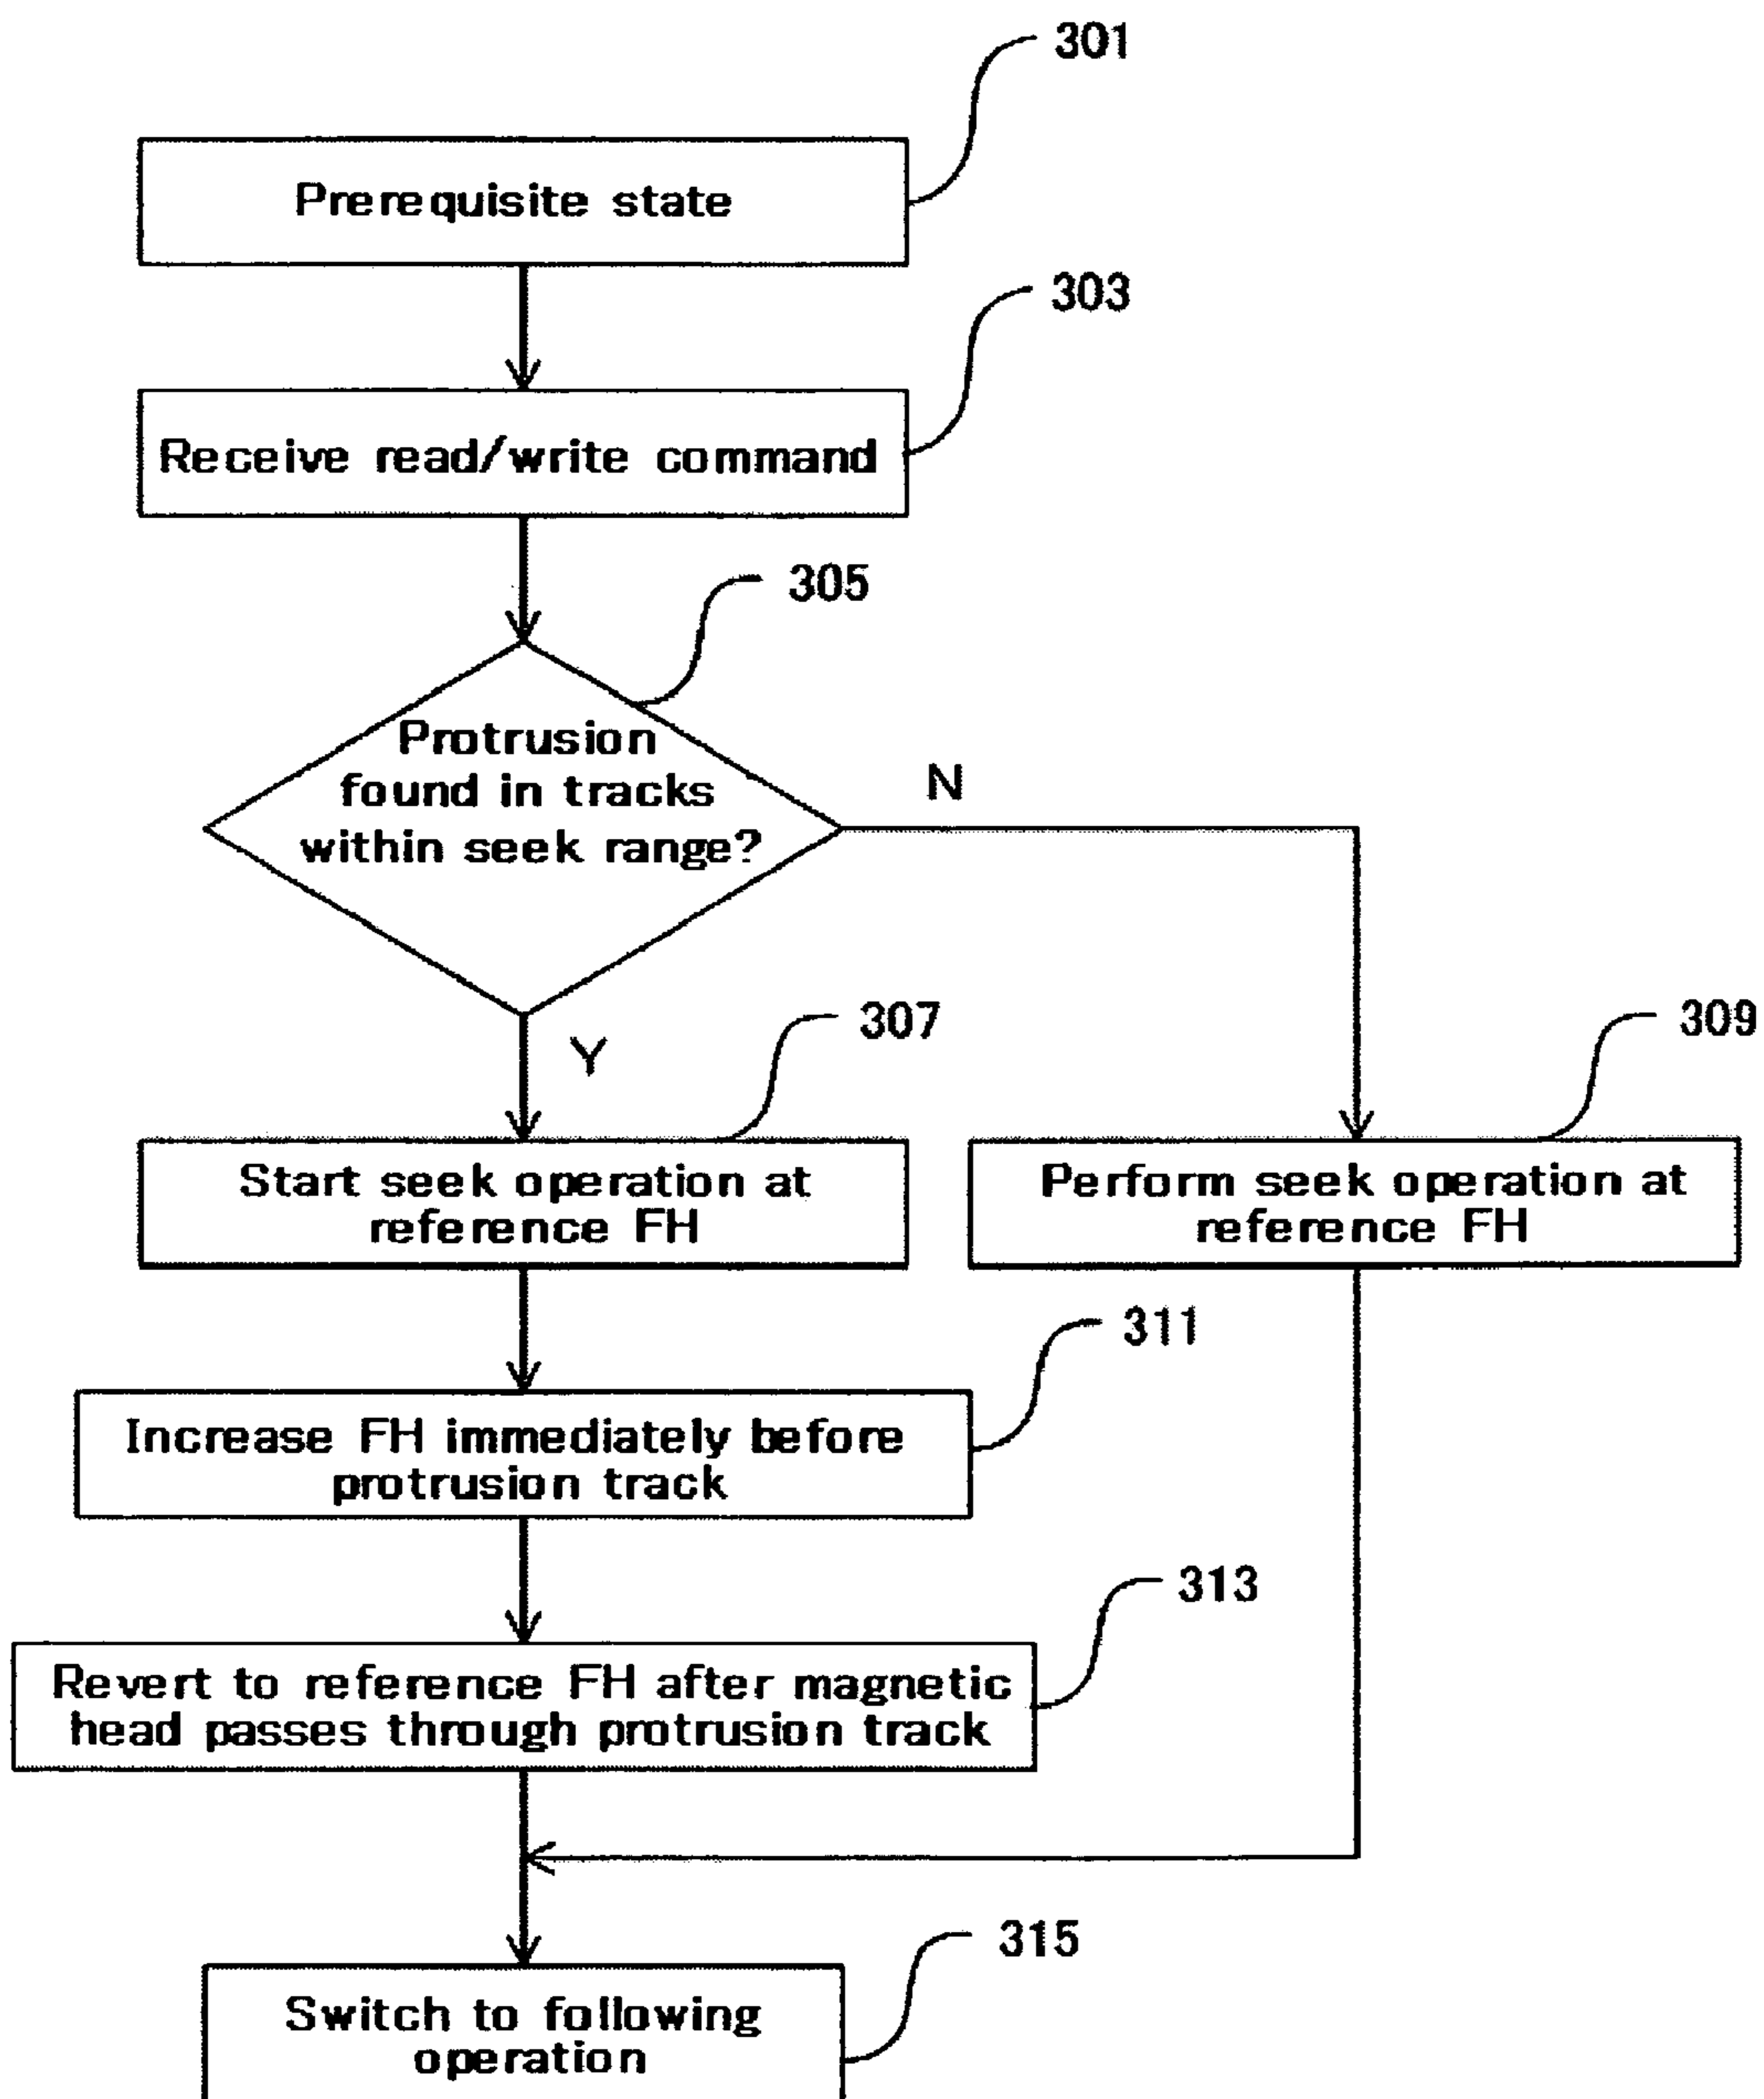 301
Prerequisite state
303
Receive read/write command
305
Protrusion
found in tracks
within seek range?
N
Y
307
309
Start seek operation at
reference FH
Perform seek operation at
reference FH
311
Increase FH immediately before
protrusion track
313
Revert to reference FH after magnetic
head passes through protrusion track
315
Switch to following
operation